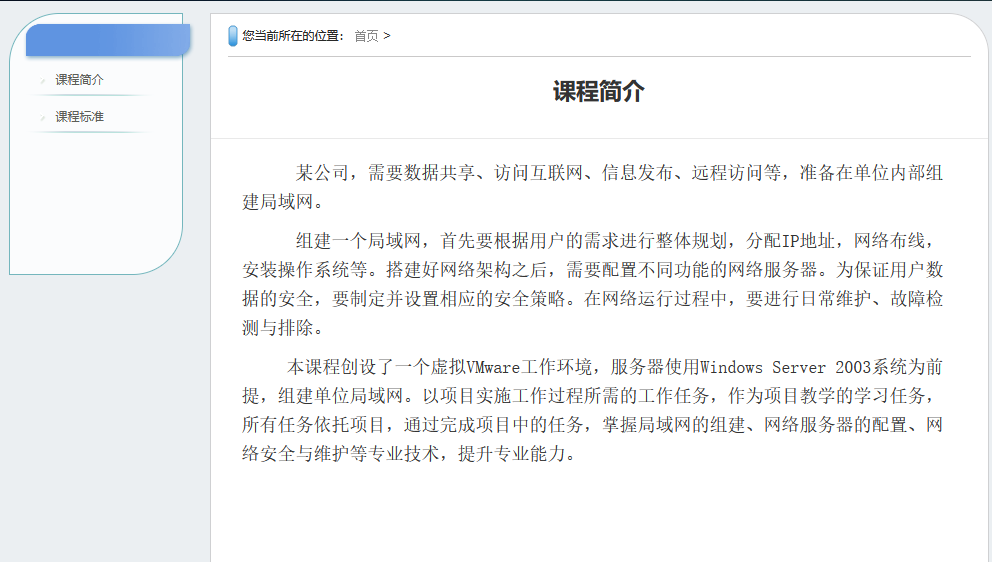 课程简介
课程标准
您当前所在的位置: 首页 >
课程简介
某公司，需要数据共享、访问互联网、信息发布、远程访问等，准备在单位内部组
建局域网。
组建一个局域网，首先要根据用户的需求进行整体规划，分配IP地址，网络布线，
安装操作系统等。搭建好网络架构之后，需要配置不同功能的网络服务器。为保证用户数
据的安全，要制定并设置相应的安全策略。在网络运行过程中，要进行日常维护、故障检
测与排除。
本课程创设了一个虚拟VMware工作环境，服务器使用Windows Server 2003系统为前
提，组建单位局域网。以项目实施工作过程所需的工作任务，作为项目教学的学习任务，
所有任务依托项目，通过完成项目中的任务，掌握局域网的组建、网络服务器的配置、网
络安全与维护等专业技术，提升专业能力。